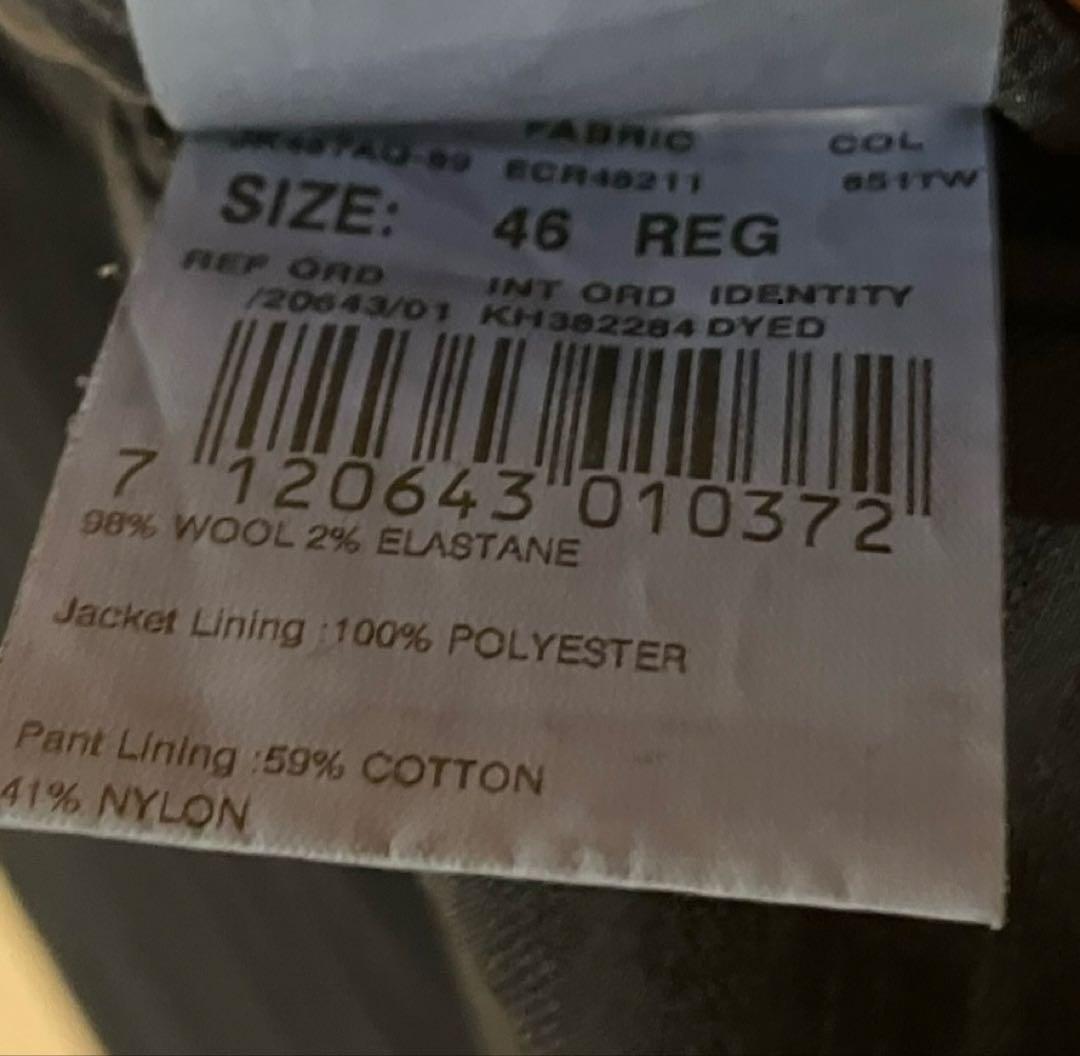 FABRIC COL
ECR48211 651TW
SIZE: 46 REG
REF ORD INT ORD IDENTITY
/20643/01 KH382284 DYED
7 120643 010372
98% WOOL 2% ELASTANE
Jacket Lining :100% POLYESTER
Pant Lining :59% COTTON
41% NYLON